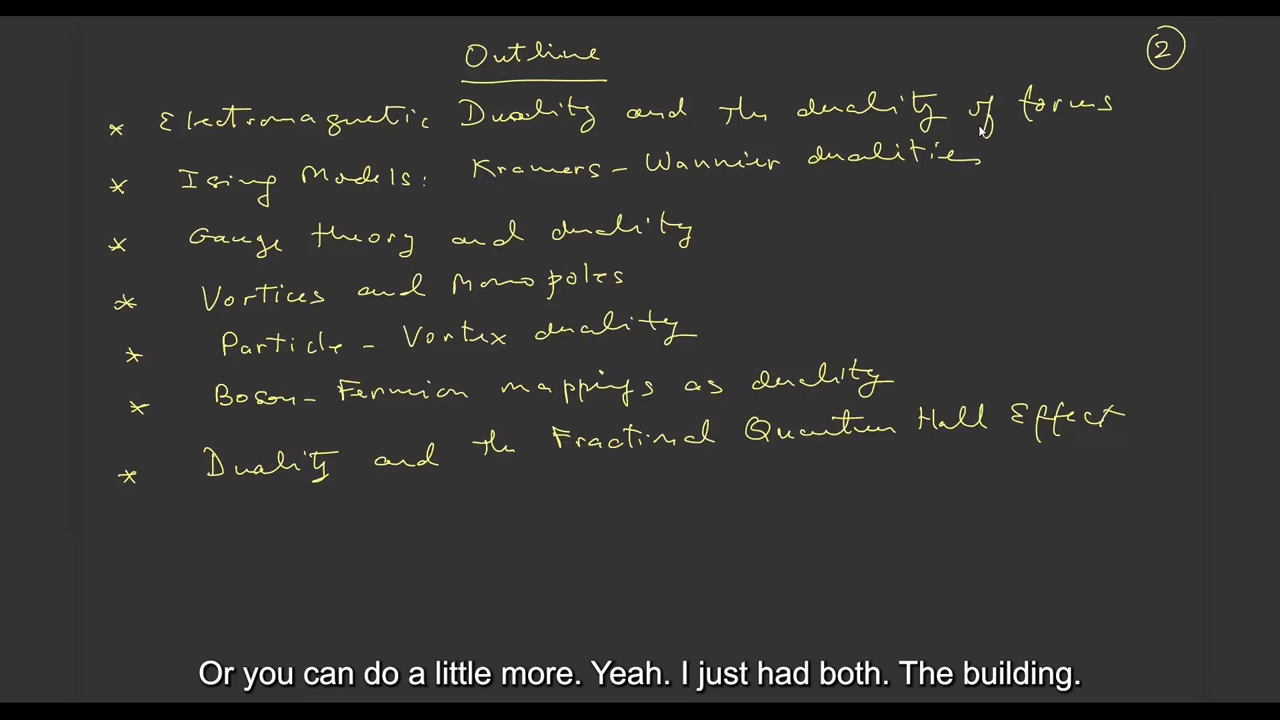 Outline
②
* Electromagnetic Duality and the duality of forms
* Ising Models: Kramers - Wannier dualities
* Gauge theory and duality
* Vortices and Monopoles
* Particle - Vortex duality
* Boson - Fermion mappings as duality
* Duality and the Fractional Quantum Hall Effect
Or you can do a little more. Yeah. I just had both. The building.